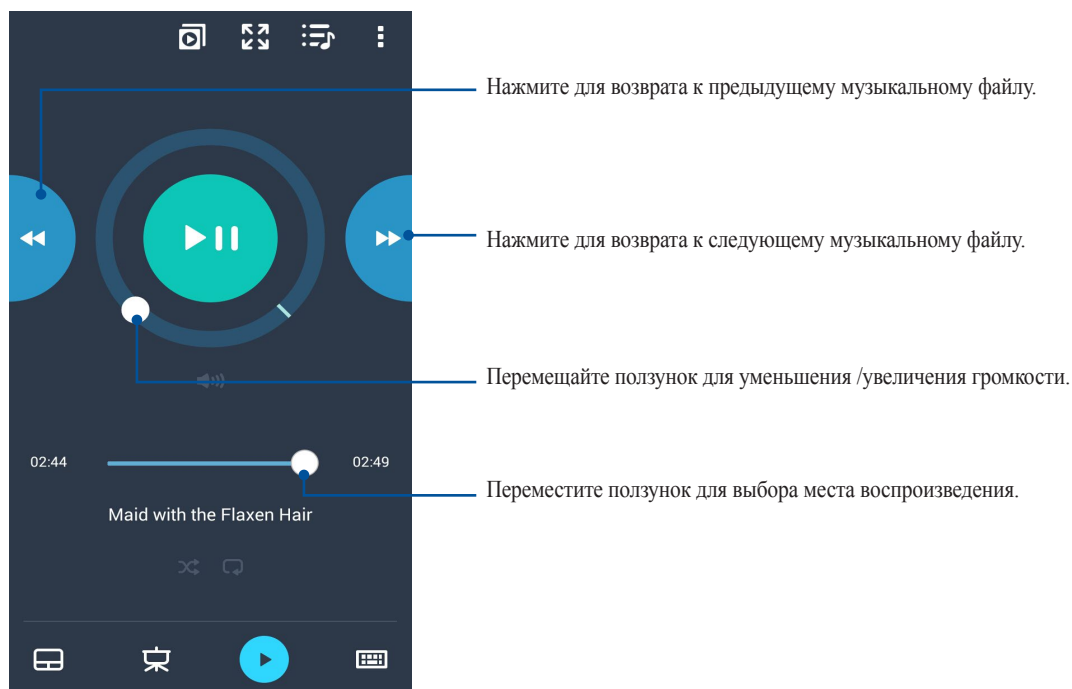 Нажмите для возврата к предыдущему музыкальному файлу.
Нажмите для возврата к следующему музыкальному файлу.
Перемещайте ползунок для уменьшения /увеличения громкости.
02:44
02:49
Переместите ползунок для выбора места воспроизведения.
Maid with the Flaxen Hair